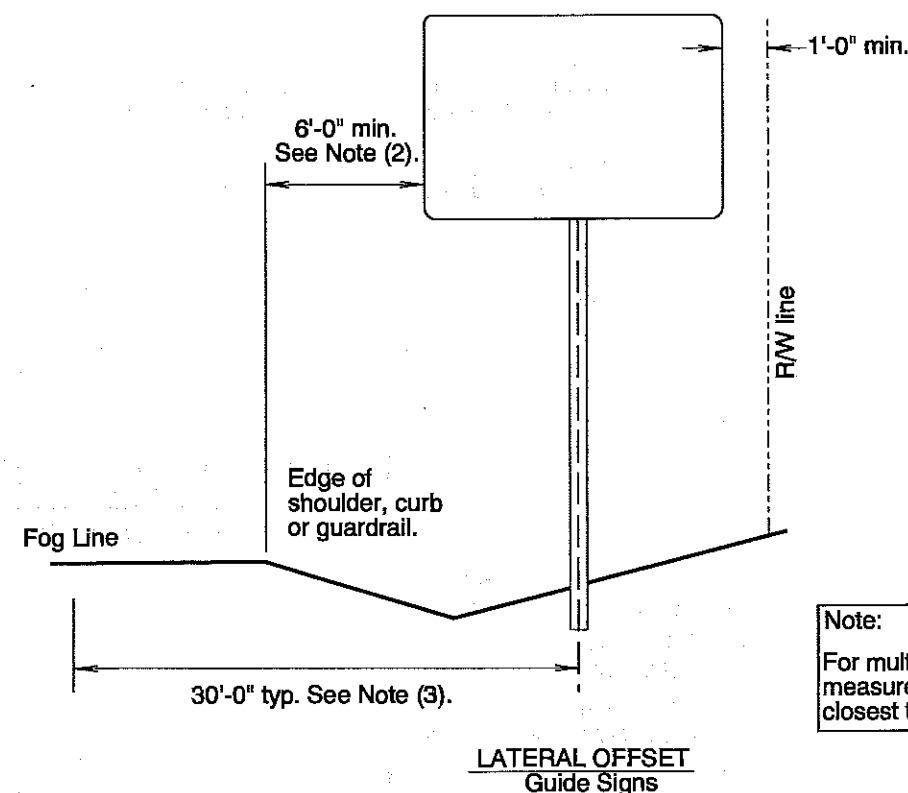 1'-0" min.
6'-0" min.
See Note (2).
R/W line
Edge of
shoulder, curb
or guardrail.
Fog Line
30'-0" typ. See Note (3).
Note:
For mult
measure
closest t
LATERAL OFFSET
Guide Signs